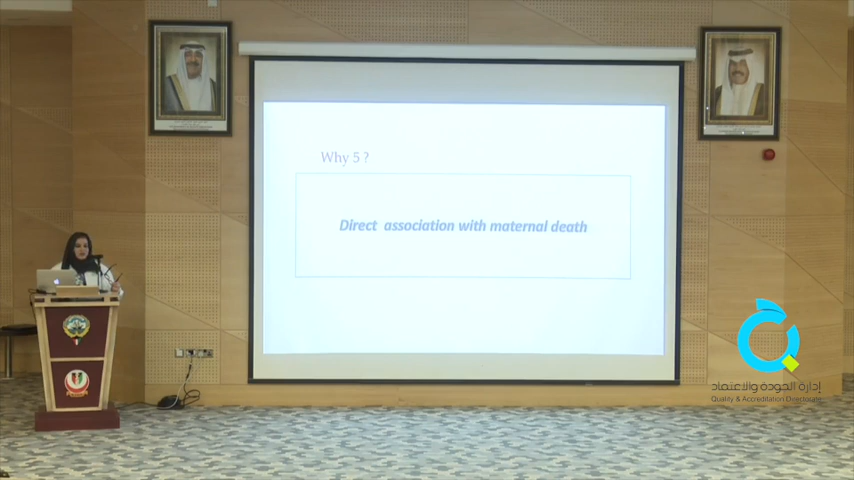 Why 5 ?
Direct association with maternal death
إدارة الجودة والاعتماد
Quality & Accreditation Directorate